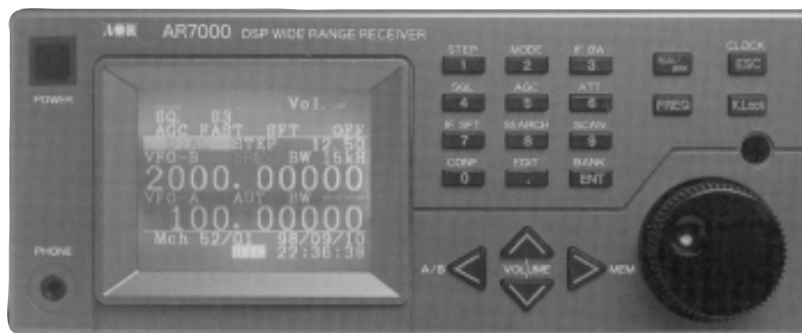 AOR AR7000 DSP WIDE RANGE RECEIVER
POWER
PHONE
Vol.
SQ. S3
AGC FAST SFT OFF
STEP 12.50
VFO-B BW 15kH
2000.00000
VFO-A AUT BW
100.00000
Mch 52/01 98/09/10
22:36:38
STEP MODE IF BW
1 2 3
SQL AGC ATT
4 5 6
IF SFT SEARCH SCAN
7 8 9
CONF EDIT BANK
0 . ENT
CLOCK
ESC
FREQ K.Lock
A/B VOLUME MEM